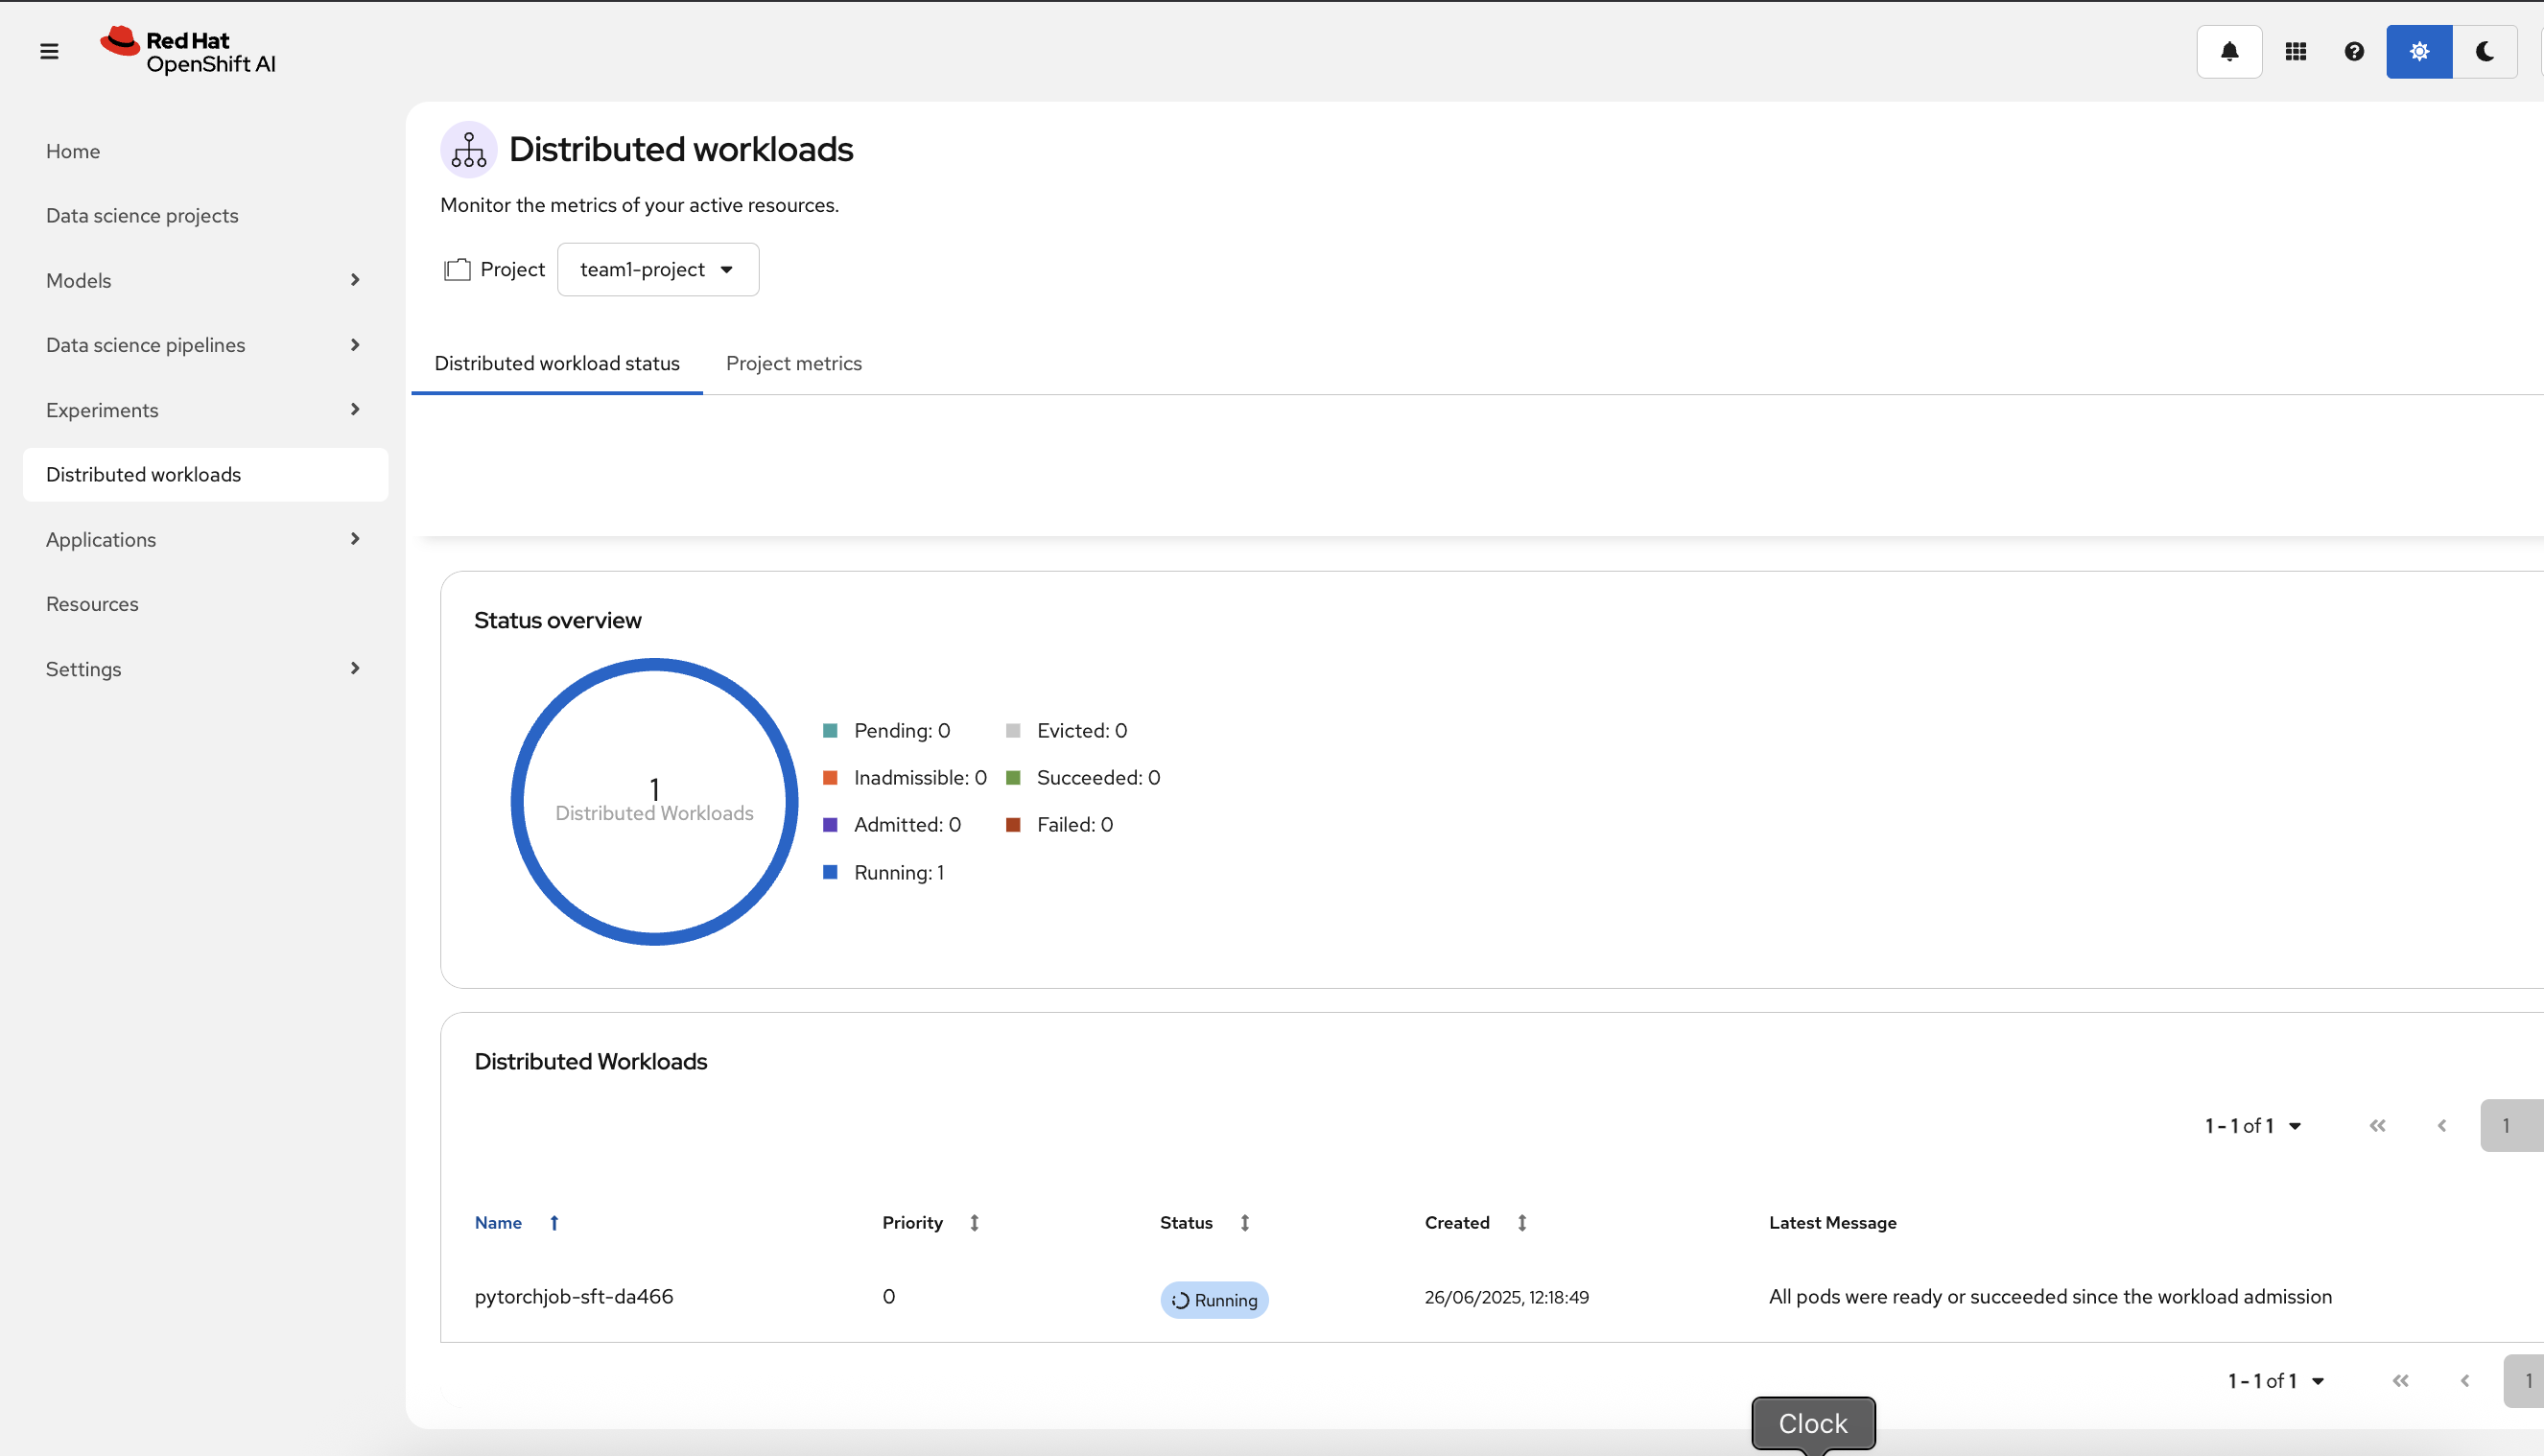 Red Hat
OpenShift AI
Home
Data science projects
Models
Data science pipelines
Experiments
Distributed workloads
Applications
Resources
Settings
Distributed workloads
Monitor the metrics of your active resources.
Project team1-project
Distributed workload status Project metrics
Status overview
1
Distributed Workloads
Pending: 0 Evicted: 0
Inadmissible: 0 Succeeded: 0
Admitted: 0 Failed: 0
Running: 1
Distributed Workloads
1 - 1 of 1 1
Name Priority Status Created Latest Message
pytorchjob-sft-da466 0 Running 26/06/2025, 12:18:49 All pods were ready or succeeded since the workload admission
1 - 1 of 1 1
Clock